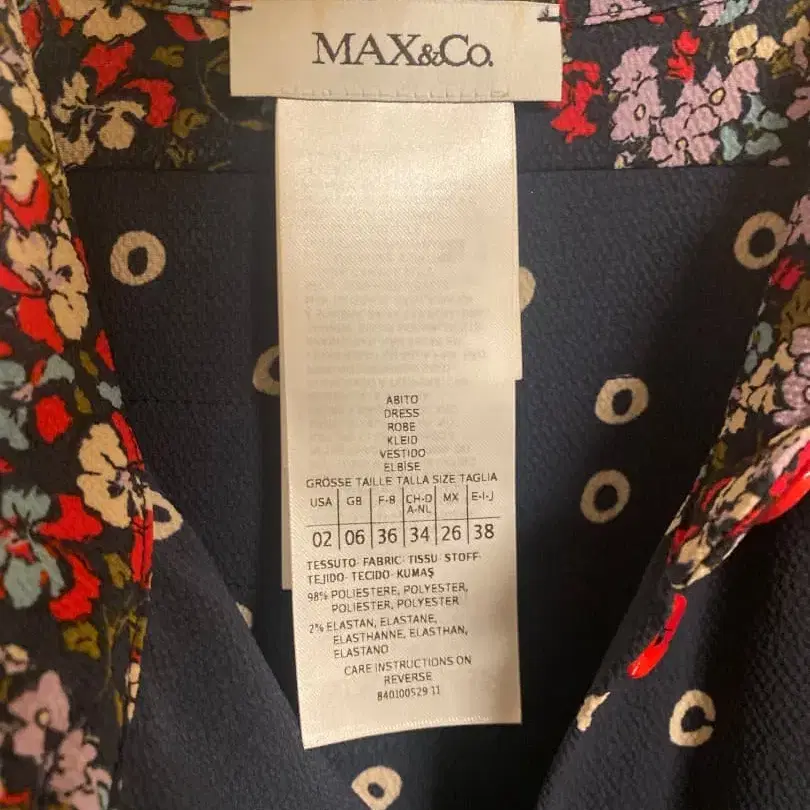 MAX&Co.
ABITO
DRESS
ROBE
KLEID
VESTIDO
ELBİSE
GRÖSSE TAILLE TALLA SIZE TAGLIA
USA GB F-B CH-D A-NL MX E-I-J
02 06 36 34 26 38
TESSUTO· FABRIC· TISSU· STOFF·
TEJIDO· TECIDO· KUMAŞ
98% POLIESTERE, POLYESTER,
POLIESTER, POLYESTER
2% ELASTAN, ELASTANE,
ELASTHANNE, ELASTHAN,
ELASTANO
CARE INSTRUCTIONS ON
REVERSE
840100529 11